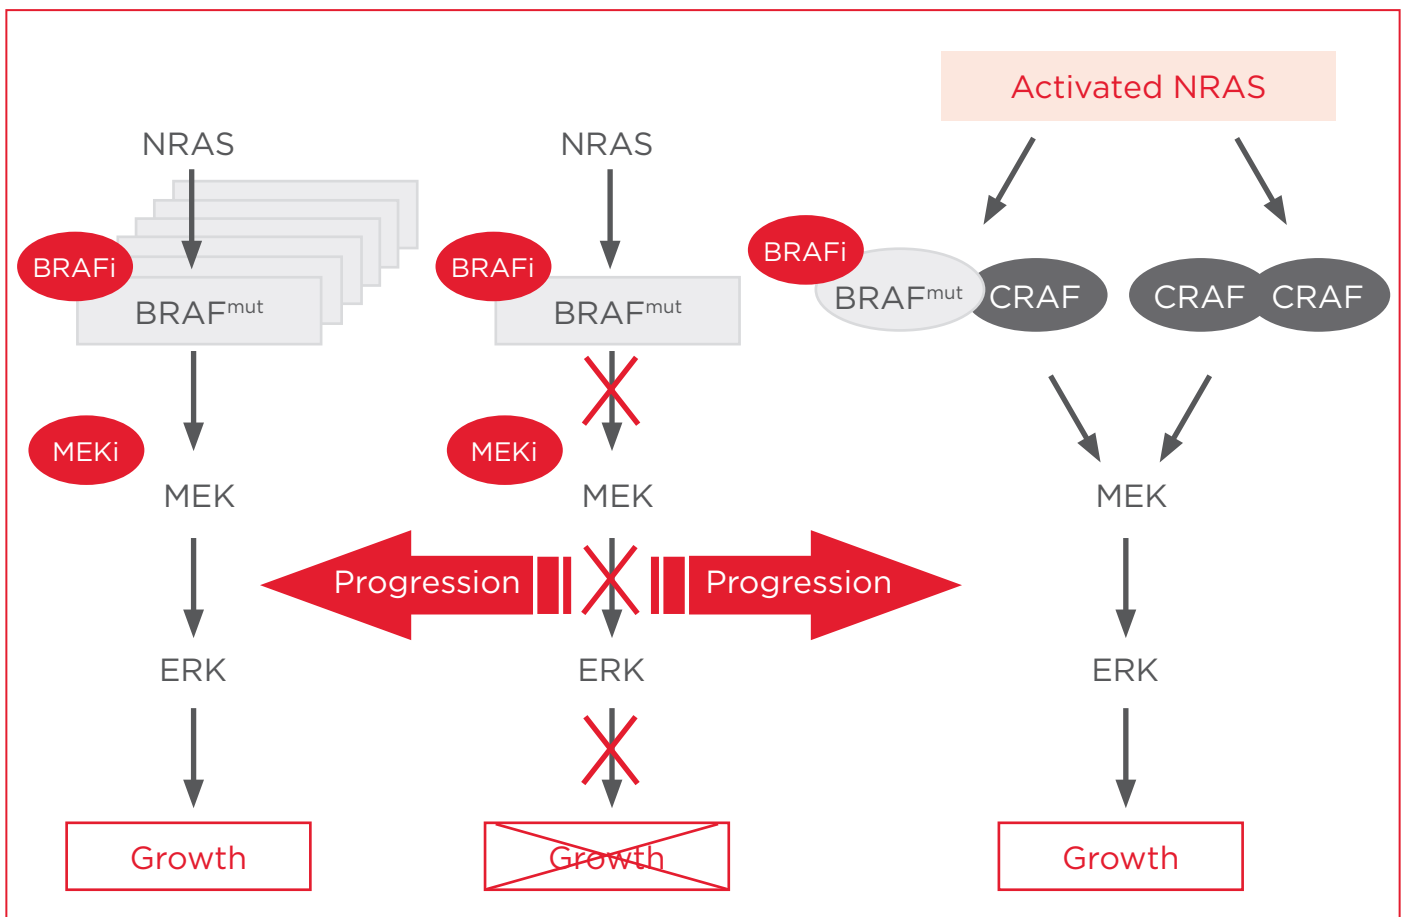 Activated NRAS
NRAS
NRAS
BRAFi
BRAFi
BRAFi
BRAFmut
BRAFmut
BRAFmut
CRAF
CRAF
CRAF
MEKi
MEKi
MEK
MEK
MEK
Progression
Progression
ERK
ERK
ERK
Growth
Growth
Growth